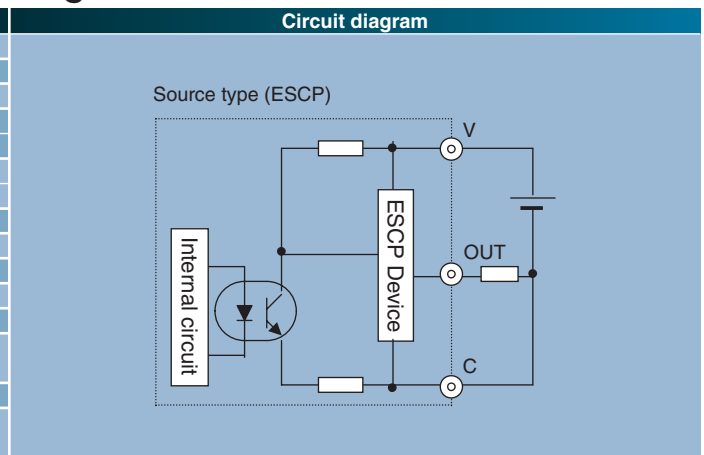 Circuit diagram
Source type (ESCP)
V
ESCP Device
Internal circuit
OUT
C